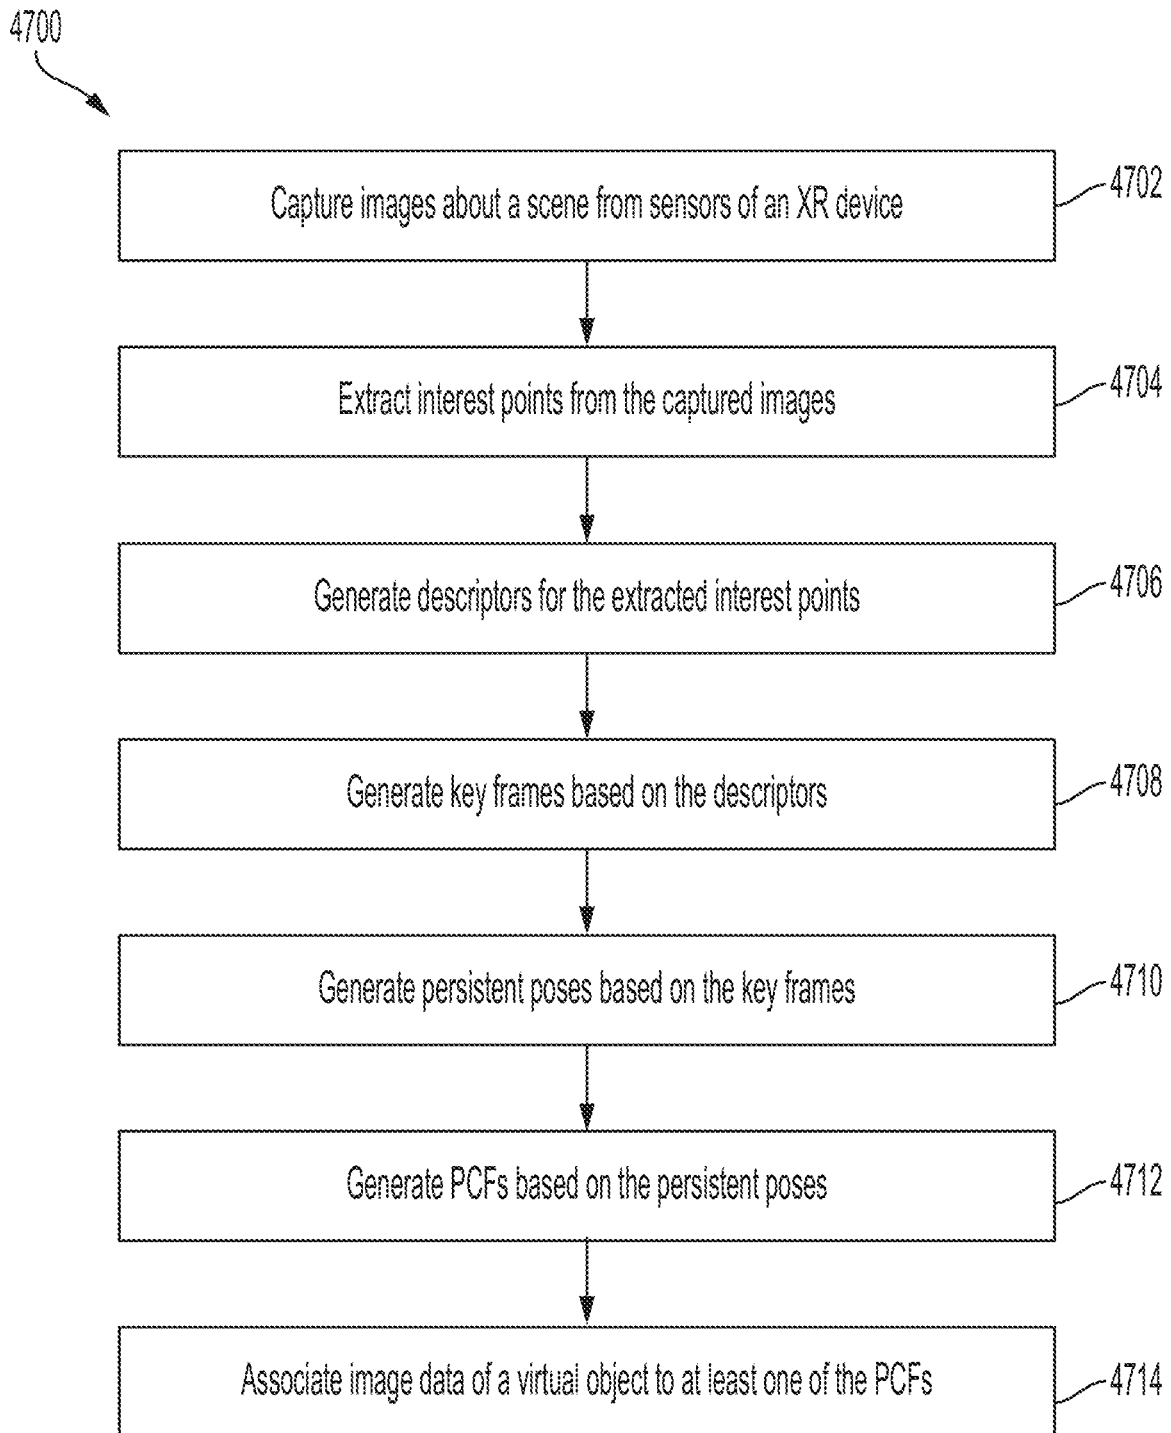 4700
Capture images about a scene from sensors of an XR device
4702
Extract interest points from the captured images
4704
Generate descriptors for the extracted interest points
4706
Generate key frames based on the descriptors
4708
Generate persistent poses based on the key frames
4710
Generate PCFs based on the persistent poses
4712
Associate image data of a virtual object to at least one of the PCFs
4714